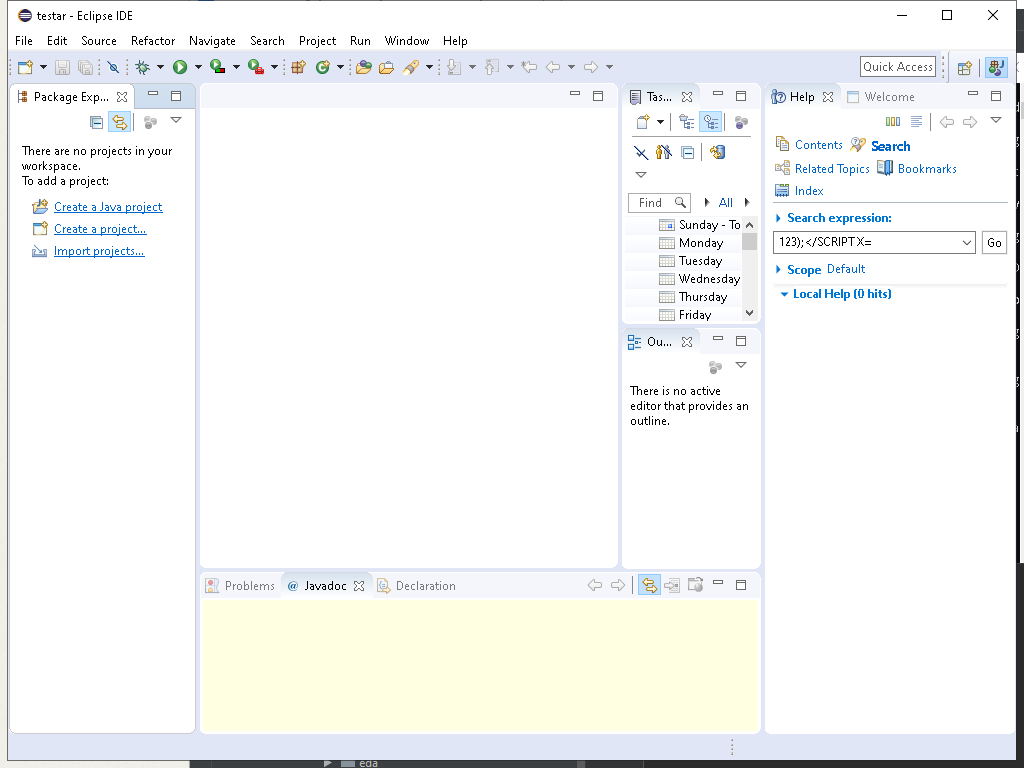 testar - Eclipse IDE
File Edit Source Refactor Navigate Search Project Run Window Help
Quick Access
Package Exp...
There are no projects in your
workspace.
To add a project:
Create a Java project
Create a project...
Import projects...
Tas...
Find
All
Sunday - To
Monday
Tuesday
Wednesday
Thursday
Friday
Ou...
There is no active
editor that provides an
outline.
Help
Welcome
Contents
Search
Related Topics
Bookmarks
Index
Search expression:
123);</SCRIPT X=
Go
Scope Default
Local Help (0 hits)
Problems
@ Javadoc
Declaration
eda